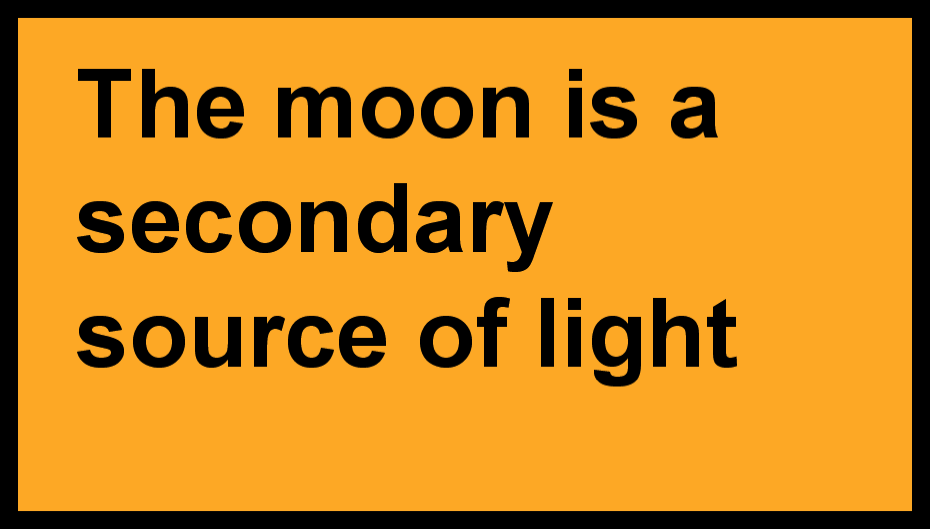 The moon is a
secondary
source of light